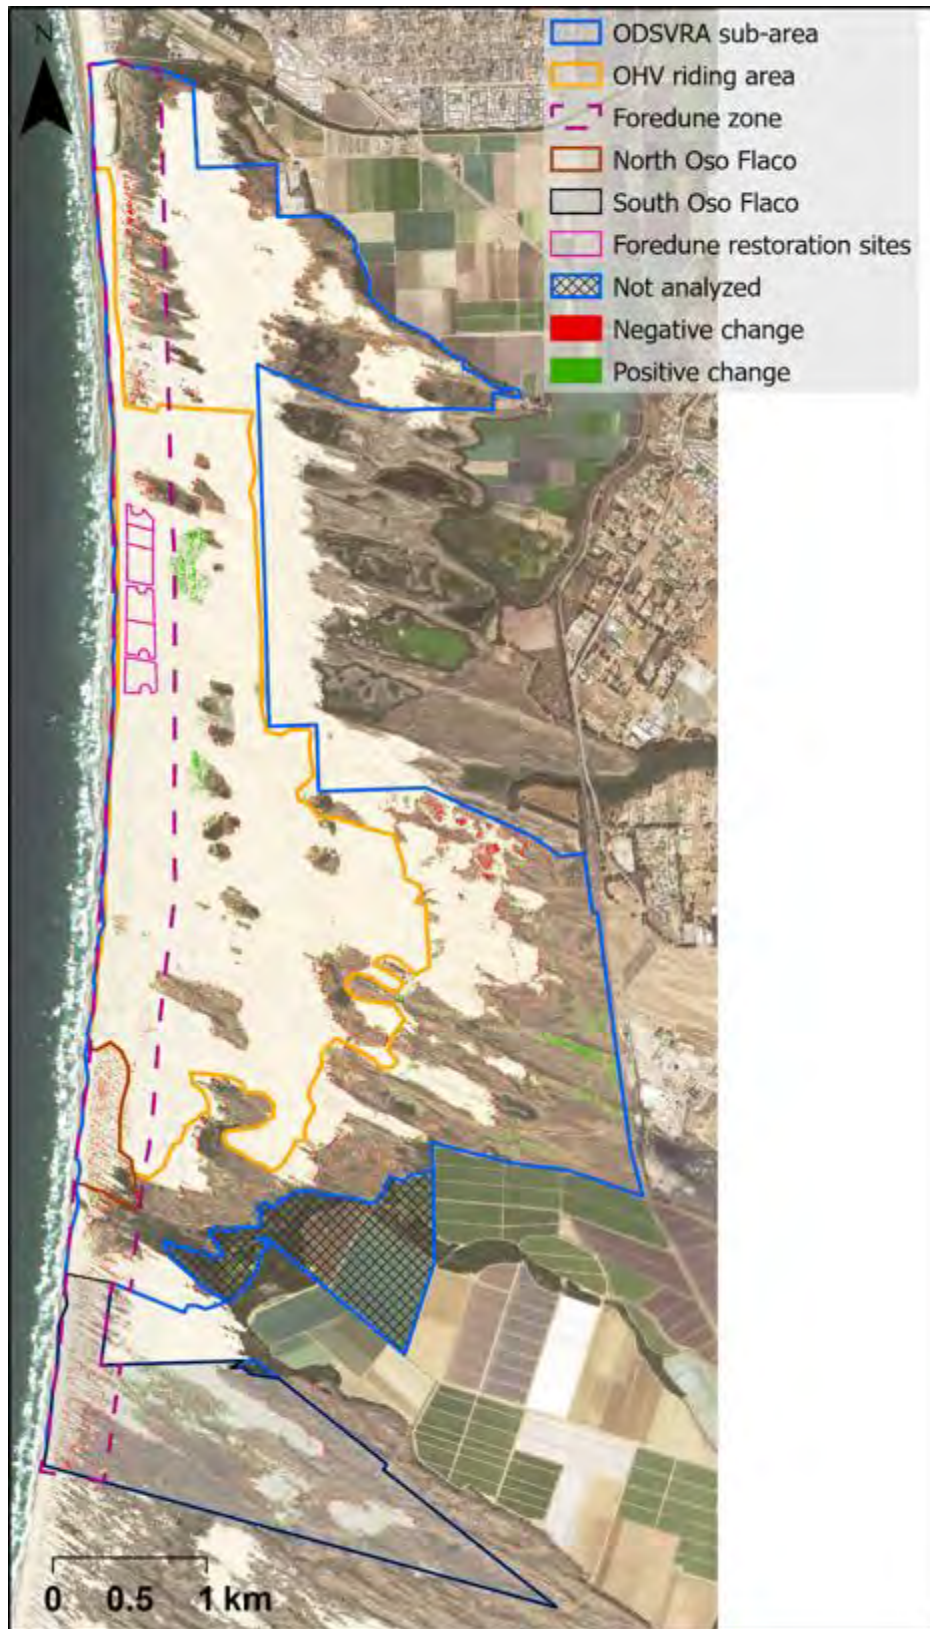 N
ODSVRA sub-area
OHV riding area
Foredune zone
North Oso Flaco
South Oso Flaco
Foredune restoration sites
Not analyzed
Negative change
Positive change
0 0.5 1 km